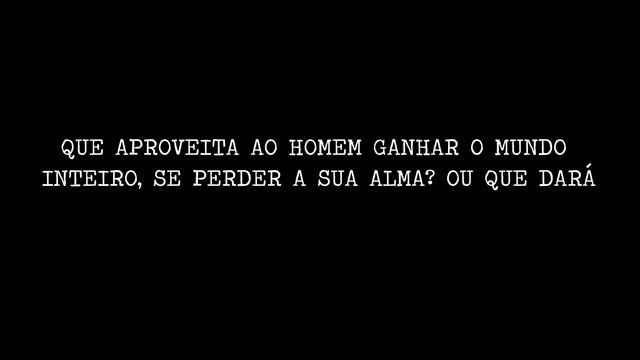 QUE APROVEITA AO HOMEM GANHAR O MUNDO
INTEIRO, SE PERDER A SUA ALMA? OU QUE DARÁ